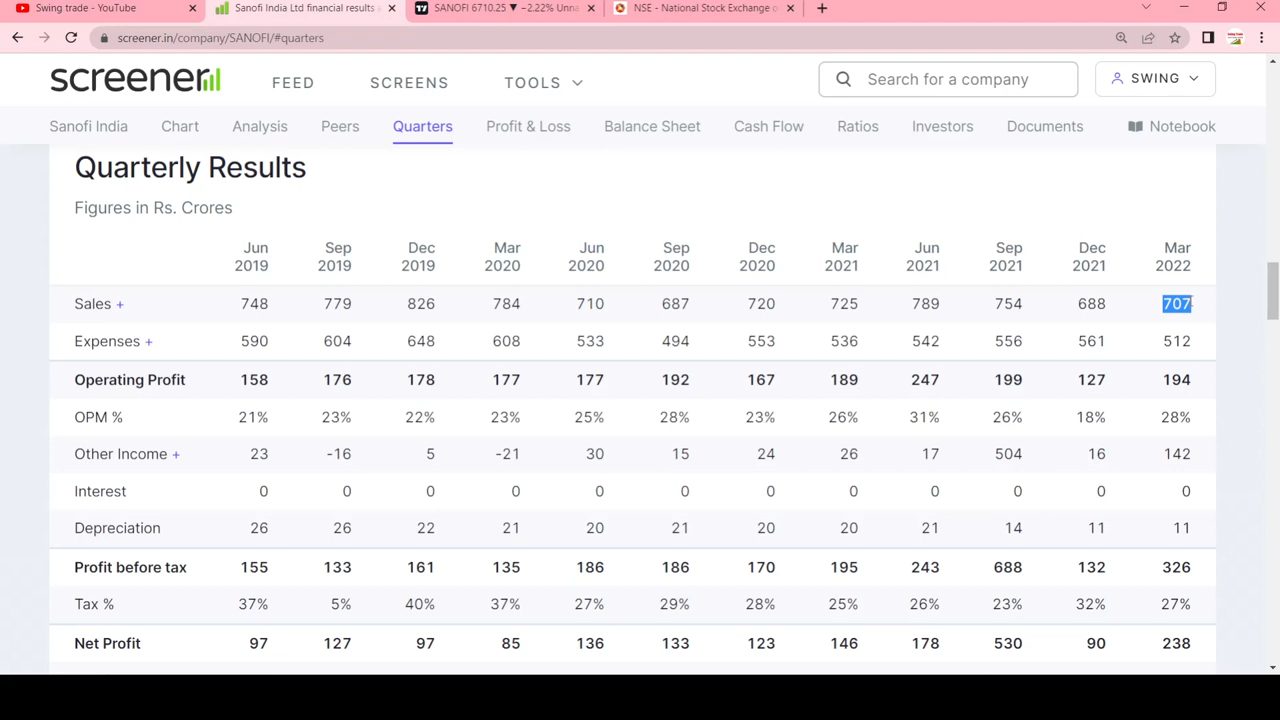 Swing trade - YouTube
Sanofi India Ltd financial results
SANOFI 6710.25 ▼ −2.22% Unna
NSE - National Stock Exchange o
screener.in/company/SANOFI/#quarters
screener
FEED SCREENS TOOLS
Search for a company
SWING
Sanofi India Chart Analysis Peers Quarters Profit & Loss Balance Sheet Cash Flow Ratios Investors Documents Notebook
Quarterly Results
Figures in Rs. Crores
Jun Sep Dec Mar Jun Sep Dec Mar Jun Sep Dec Mar
2019 2019 2019 2020 2020 2020 2020 2021 2021 2021 2021 2022
Sales + 748 779 826 784 710 687 720 725 789 754 688 707
Expenses + 590 604 648 608 533 494 553 536 542 556 561 512
Operating Profit 158 176 178 177 177 192 167 189 247 199 127 194
OPM % 21% 23% 22% 23% 25% 28% 23% 26% 31% 26% 18% 28%
Other Income + 23 -16 5 -21 30 15 24 26 17 504 16 142
Interest 0 0 0 0 0 0 0 0 0 0 0 0
Depreciation 26 26 22 21 20 21 20 20 21 14 11 11
Profit before tax 155 133 161 135 186 186 170 195 243 688 132 326
Tax % 37% 5% 40% 37% 27% 29% 28% 25% 26% 23% 32% 27%
Net Profit 97 127 97 85 136 133 123 146 178 530 90 238